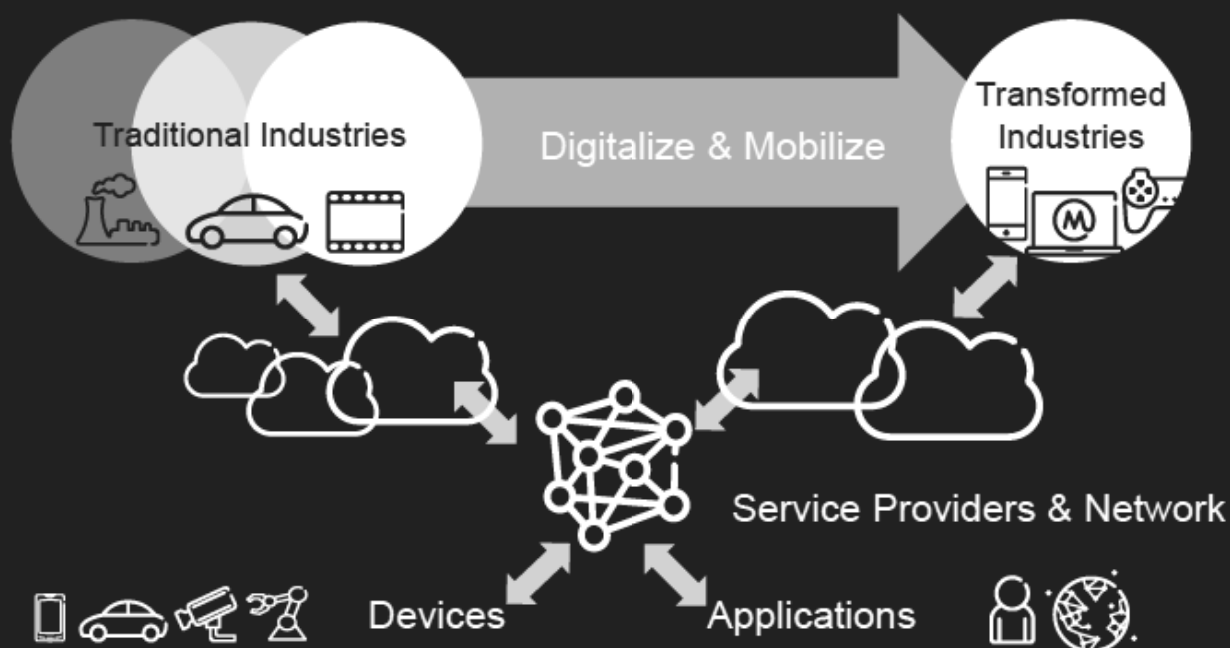 Traditional Industries
Digitalize & Mobilize
Transformed
Industries
M
Service Providers & Network
Devices
Applications